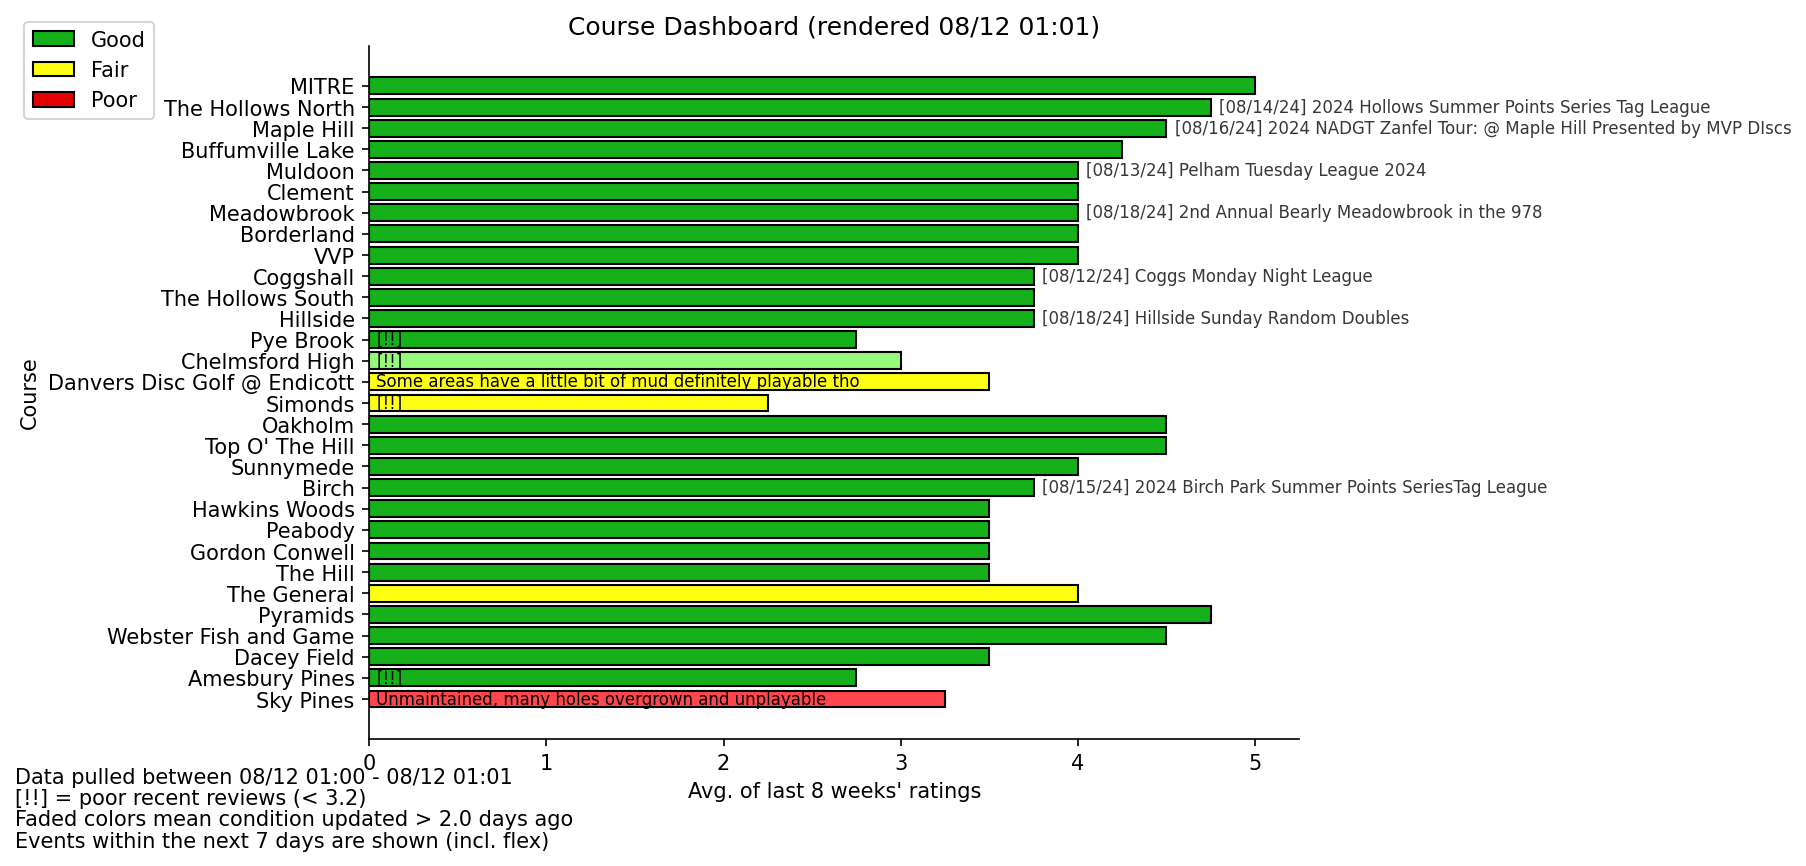 Course Dashboard (rendered 08/12 01:01)
Good
Fair
Poor
MITRE
The Hollows North [08/14/24] 2024 Hollows Summer Points Series Tag League
Maple Hill [08/16/24] 2024 NADGT Zanfel Tour: @ Maple Hill Presented by MVP DIscs
Buffumville Lake
Muldoon [08/13/24] Pelham Tuesday League 2024
Clement
Meadowbrook [08/18/24] 2nd Annual Bearly Meadowbrook in the 978
Borderland
VVP
Coggshall [08/12/24] Coggs Monday Night League
The Hollows South
Hillside [08/18/24] Hillside Sunday Random Doubles
Pye Brook [!!]
Chelmsford High [!!]
Danvers Disc Golf @ Endicott Some areas have a little bit of mud definitely playable tho
Simonds [!!]
Oakholm
Top O' The Hill
Sunnymede
Birch [08/15/24] 2024 Birch Park Summer Points SeriesTag League
Hawkins Woods
Peabody
Gordon Conwell
The Hill
The General
Pyramids
Webster Fish and Game
Dacey Field
Amesbury Pines [!!]
Sky Pines Unmaintained, many holes overgrown and unplayable
Course
0 1 2 3 4 5
Avg. of last 8 weeks' ratings
Data pulled between 08/12 01:00 - 08/12 01:01
[!!] = poor recent reviews (< 3.2)
Faded colors mean condition updated > 2.0 days ago
Events within the next 7 days are shown (incl. flex)